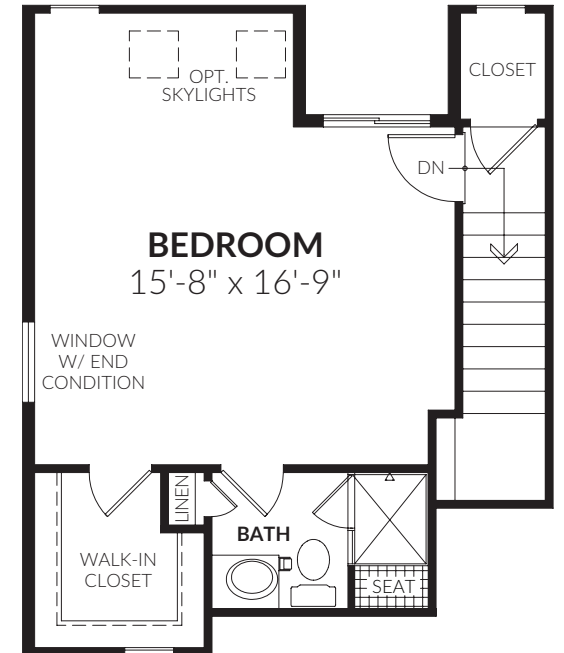 CLOSET
OPT.
SKYLIGHTS
DN
BEDROOM
15'-8" x 16'-9"
WINDOW
W/ END
CONDITION
LINEN
BATH
WALK-IN
CLOSET
SEAT